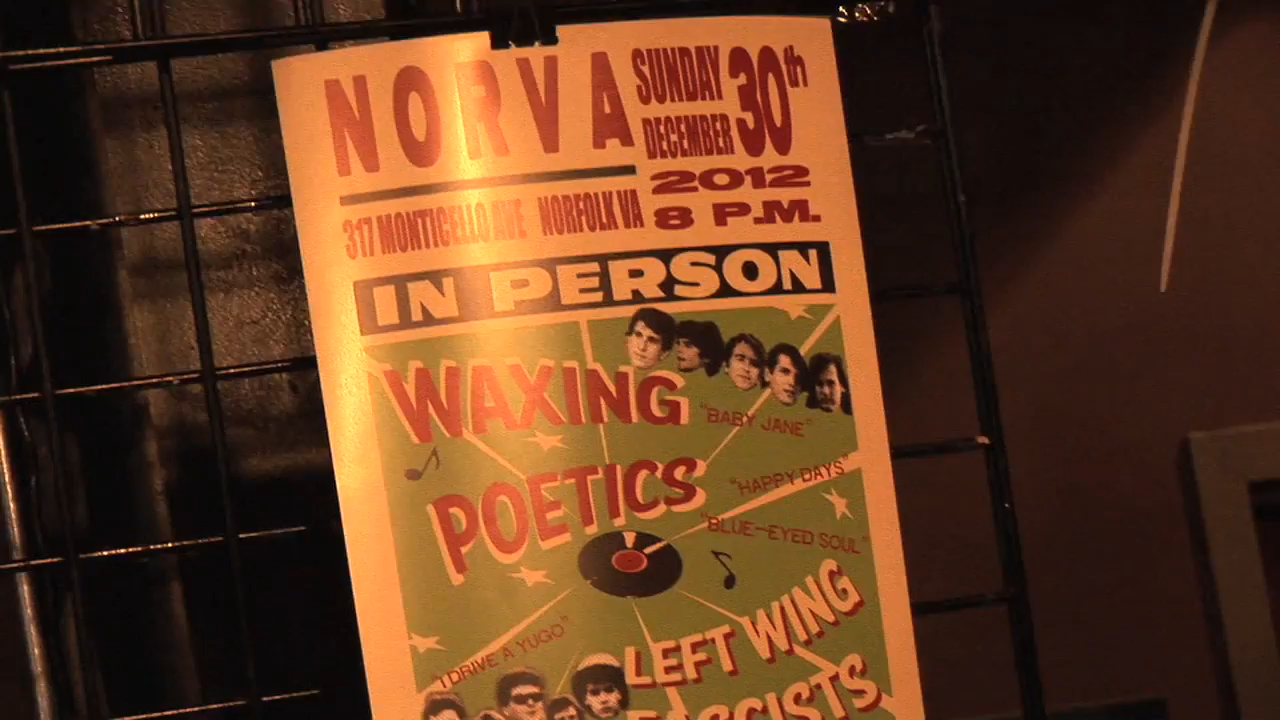 NORVA
SUNDAY
DECEMBER
30th
2012
8 P.M.
317 MONTICELLO AVE NORFOLK VA
IN PERSON
WAXING
"BABY JANE"
POETICS
"HAPPY DAYS"
"BLUE-EYED SOUL"
"I DRIVE A YUGO"
LEFT WING
FASCISTS